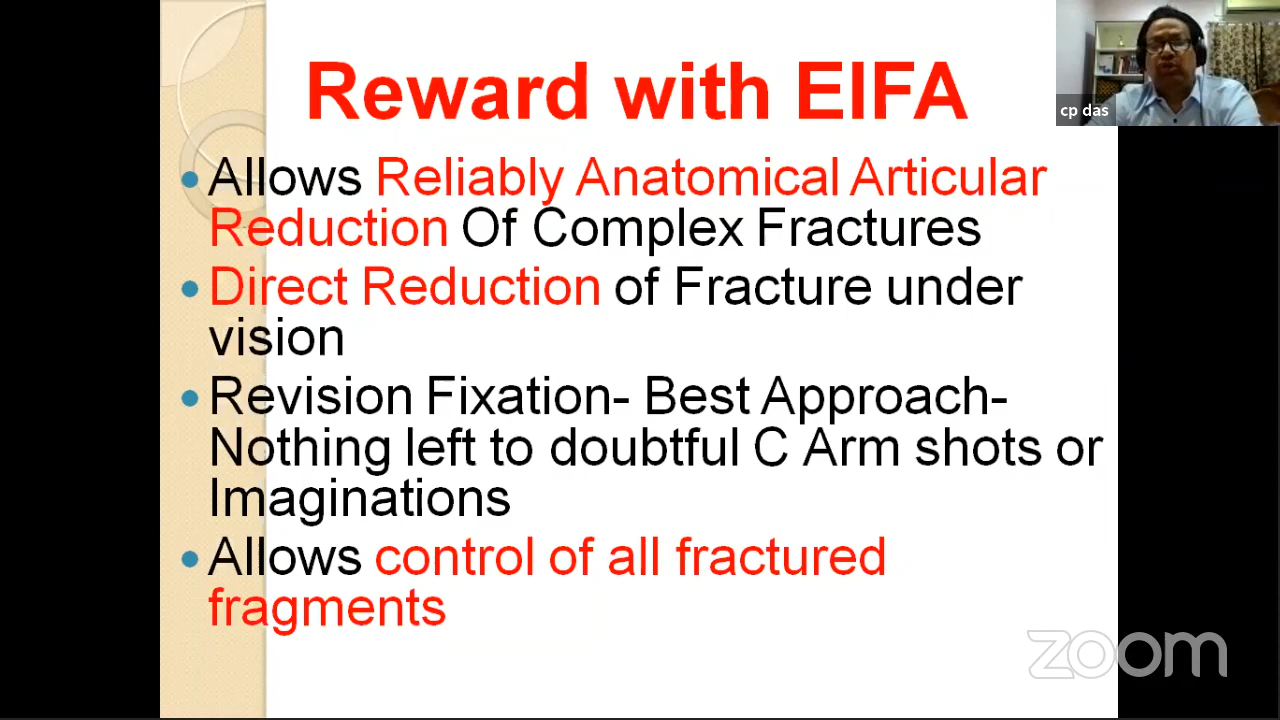 Reward with EIFA
cp das
Allows Reliably Anatomical Articular
Reduction Of Complex Fractures
Direct Reduction of Fracture under
vision
Revision Fixation- Best Approach-
Nothing left to doubtful C Arm shots or
Imaginations
Allows control of all fractured
fragments
zoom